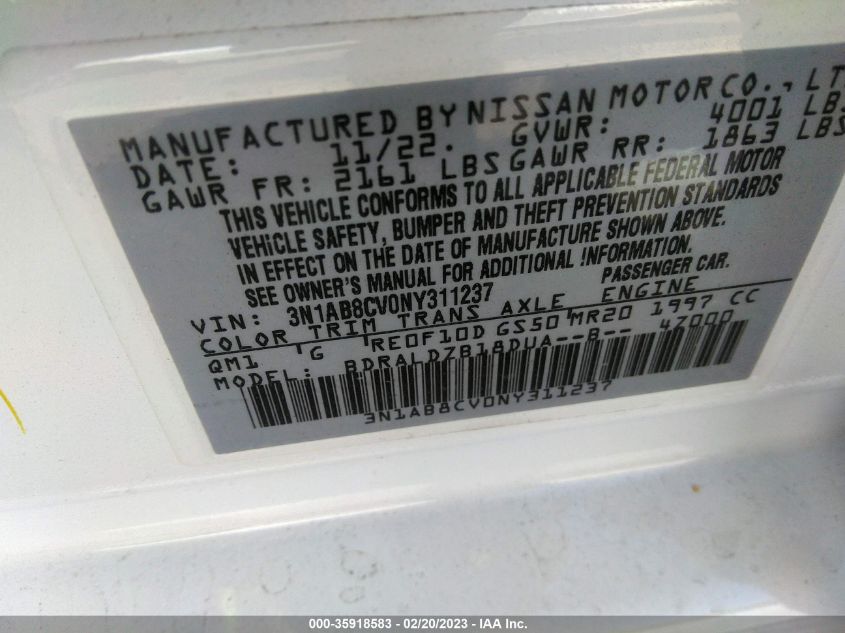 MANUFACTURED BY NISSAN MOTOR CO., LT
DATE: 11/22. GVWR: 4001 LBS
GAWR FR: 2161 LBS GAWR RR: 1863 LBS
THIS VEHICLE CONFORMS TO ALL APPLICABLE FEDERAL MOTOR
VEHICLE SAFETY, BUMPER AND THEFT PREVENTION STANDARDS
IN EFFECT ON THE DATE OF MANUFACTURE SHOWN ABOVE.
SEE OWNER'S MANUAL FOR ADDITIONAL INFORMATION.
PASSENGER CAR.
VIN: 3N1AB8CV0NY311237
COLOR TRIM TRANS AXLE ENGINE
QM1 G RE0F10D GS50 MR20 1997 CC
MODEL: BDRALDZB18DUA--B-- 47000
3N1AB8CV0NY311237
000-35918583 - 02/20/2023 - IAA Inc.